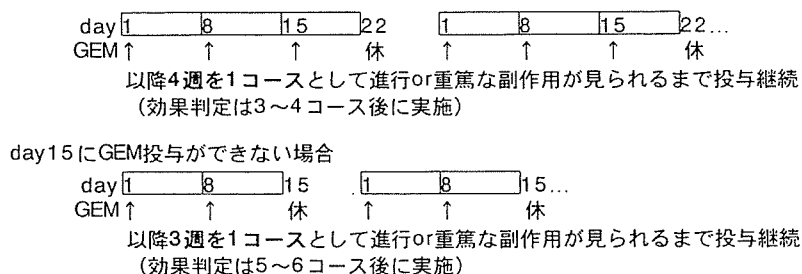 day 1 8 15 22 1 8 15 22...
GEM ↑ ↑ ↑ 休 ↑ ↑ ↑ 休
以降4週を1コースとして進行or重篤な副作用が見られるまで投与継続
(効果判定は3〜4コース後に実施)
day15にGEM投与ができない場合
day 1 8 15 1 8 15...
GEM ↑ ↑ 休 ↑ ↑ 休
以降3週を1コースとして進行or重篤な副作用が見られるまで投与継続
(効果判定は5〜6コース後に実施)